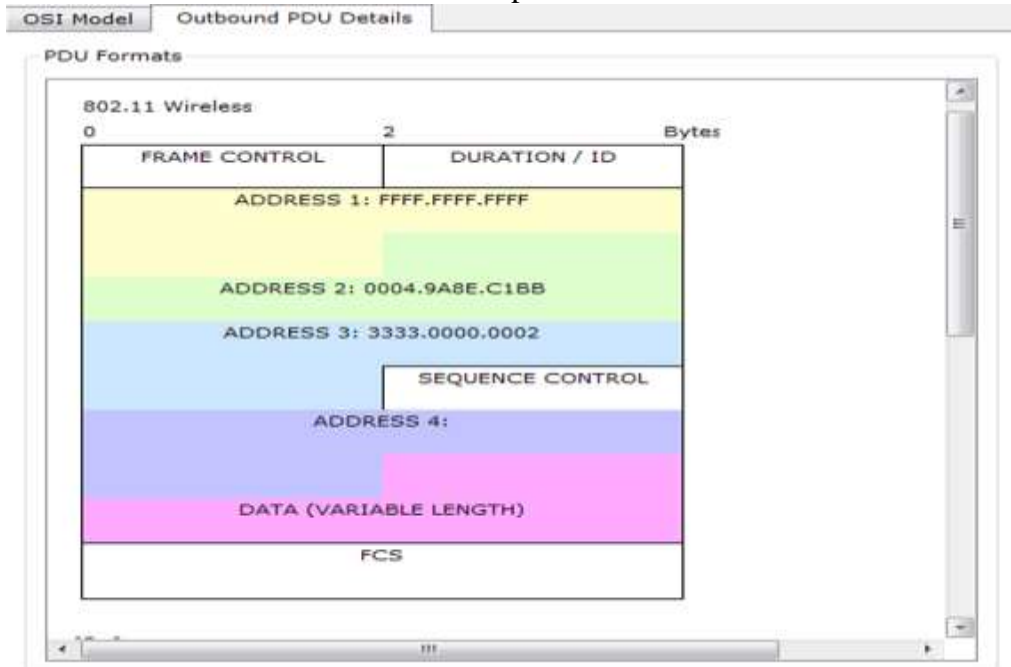 OSI Model Outbound PDU Details
PDU Formats
802.11 Wireless
0 2 Bytes
FRAME CONTROL DURATION / ID
ADDRESS 1: FFFF.FFFF.FFFF
ADDRESS 2: 0004.9A8E.C1BB
ADDRESS 3: 3333.0000.0002
SEQUENCE CONTROL
ADDRESS 4:
DATA (VARIABLE LENGTH)
FCS